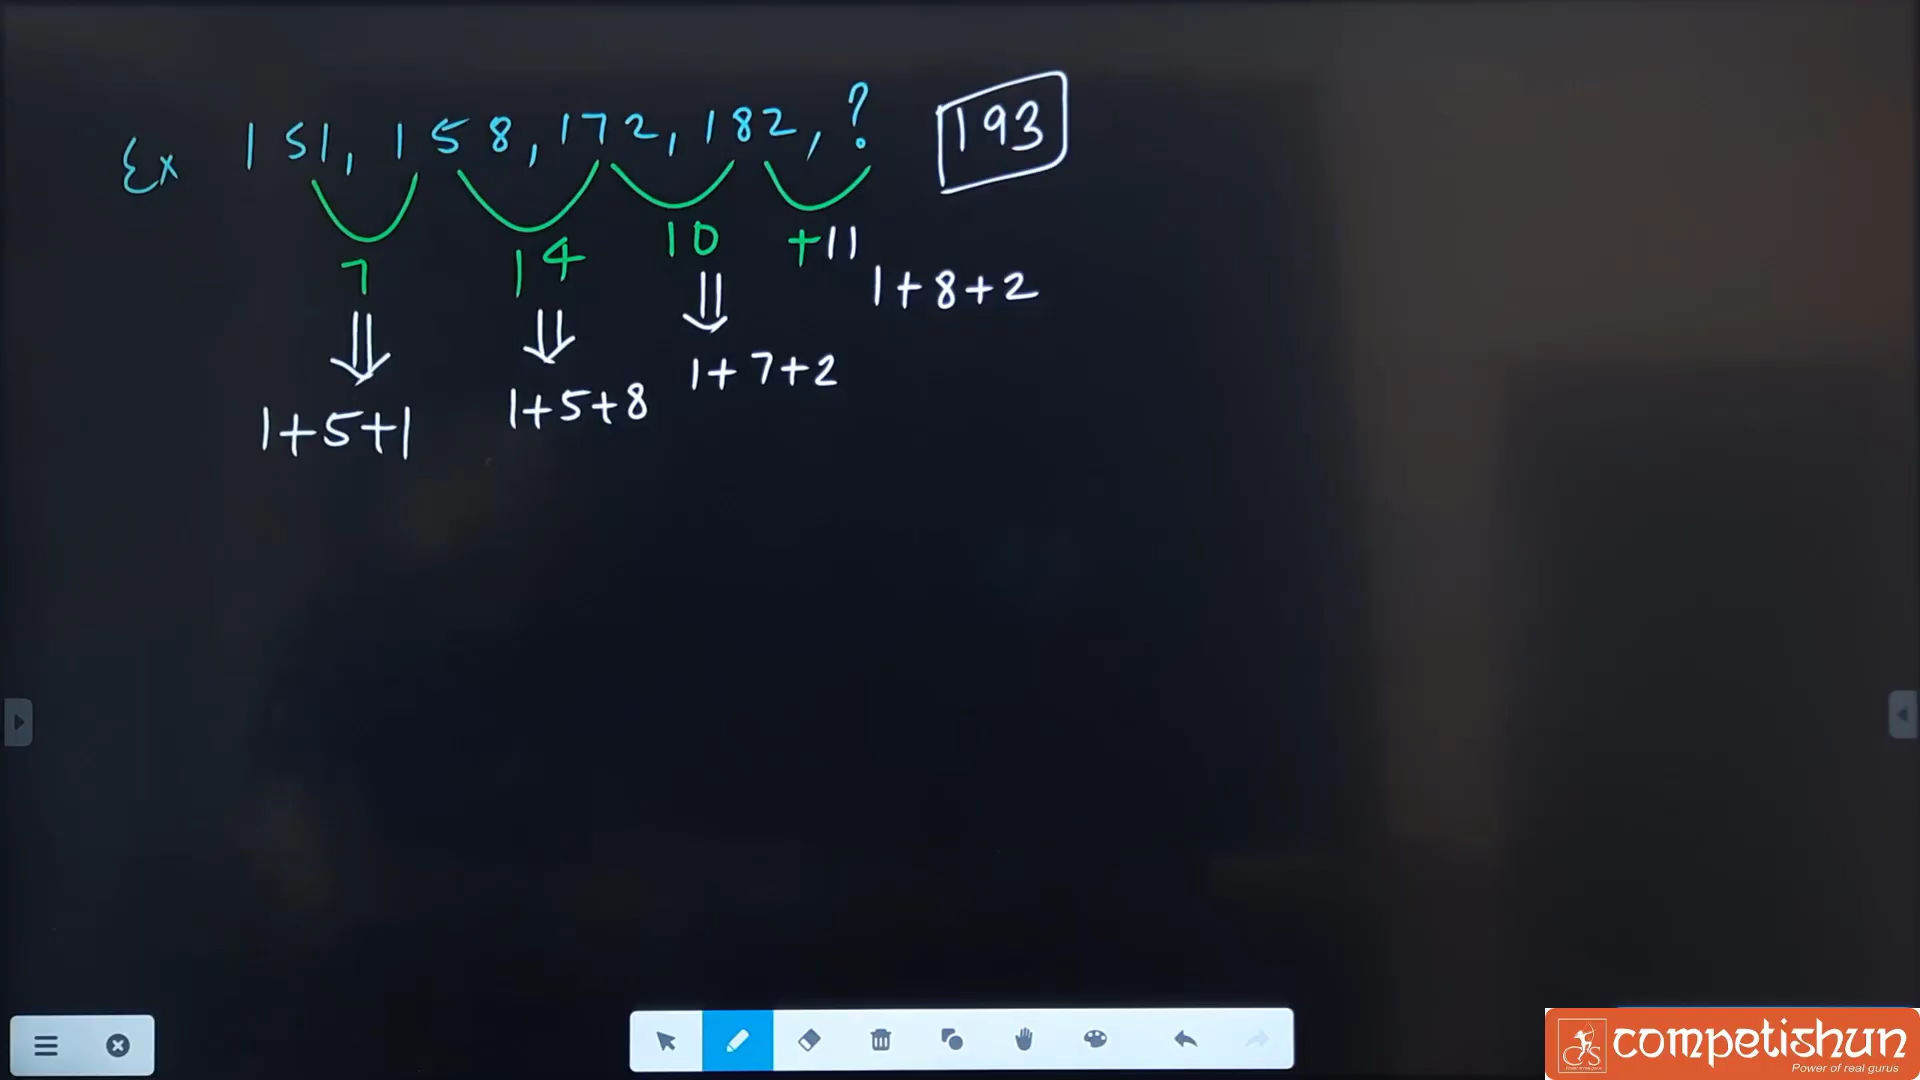 Ex 151, 158, 172, 182, ? 193
7 14 10 +11
1+8+2
1+7+2
1+5+1 1+5+8
competishun
Power of real gurus